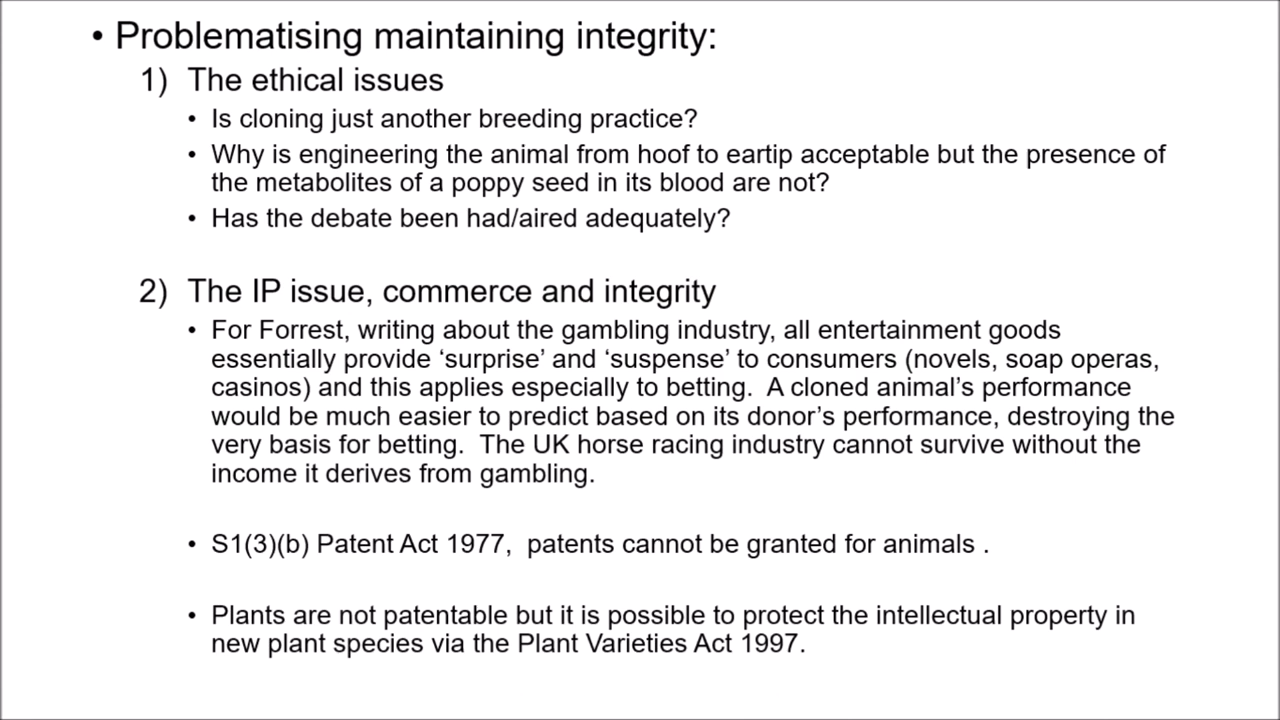 • Problematising maintaining integrity:
1) The ethical issues
• Is cloning just another breeding practice?
• Why is engineering the animal from hoof to eartip acceptable but the presence of
the metabolites of a poppy seed in its blood are not?
• Has the debate been had/aired adequately?
2) The IP issue, commerce and integrity
• For Forrest, writing about the gambling industry, all entertainment goods
essentially provide ‘surprise’ and ‘suspense’ to consumers (novels, soap operas,
casinos) and this applies especially to betting.  A cloned animal’s performance
would be much easier to predict based on its donor’s performance, destroying the
very basis for betting.  The UK horse racing industry cannot survive without the
income it derives from gambling.
• S1(3)(b) Patent Act 1977,  patents cannot be granted for animals .
• Plants are not patentable but it is possible to protect the intellectual property in
new plant species via the Plant Varieties Act 1997.